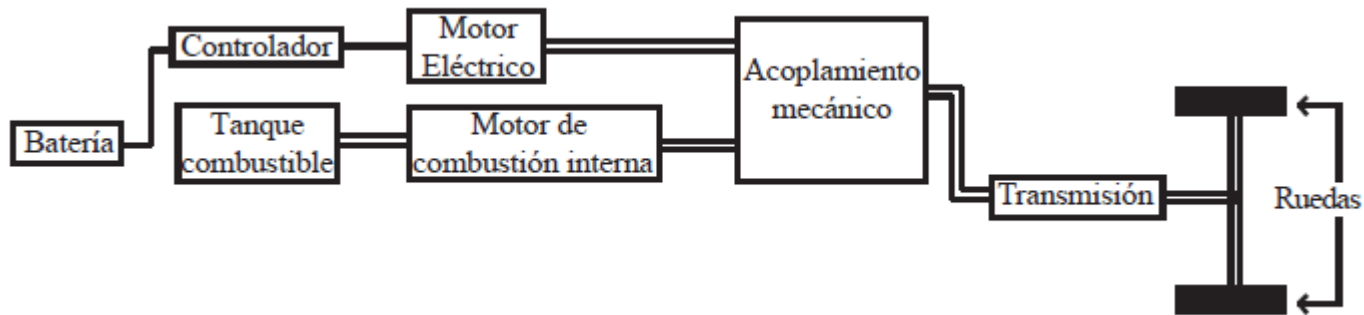 Controlador
Motor
Eléctrico
Acoplamiento
mecánico
Batería
Tanque
combustible
Motor de
combustión interna
Transmisión
Ruedas